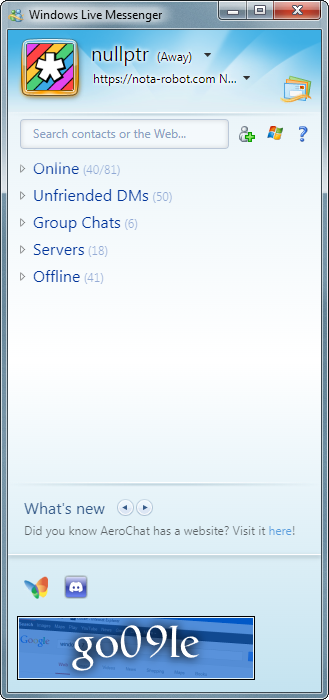 Windows Live Messenger
nullptr (Away)
https://nota-robot.com N...
Search contacts or the Web...
Online (40/81)
Unfriended DMs (50)
Group Chats (6)
Servers (18)
Offline (41)
What's new
Did you know AeroChat has a website? Visit it here!
Google
go09le